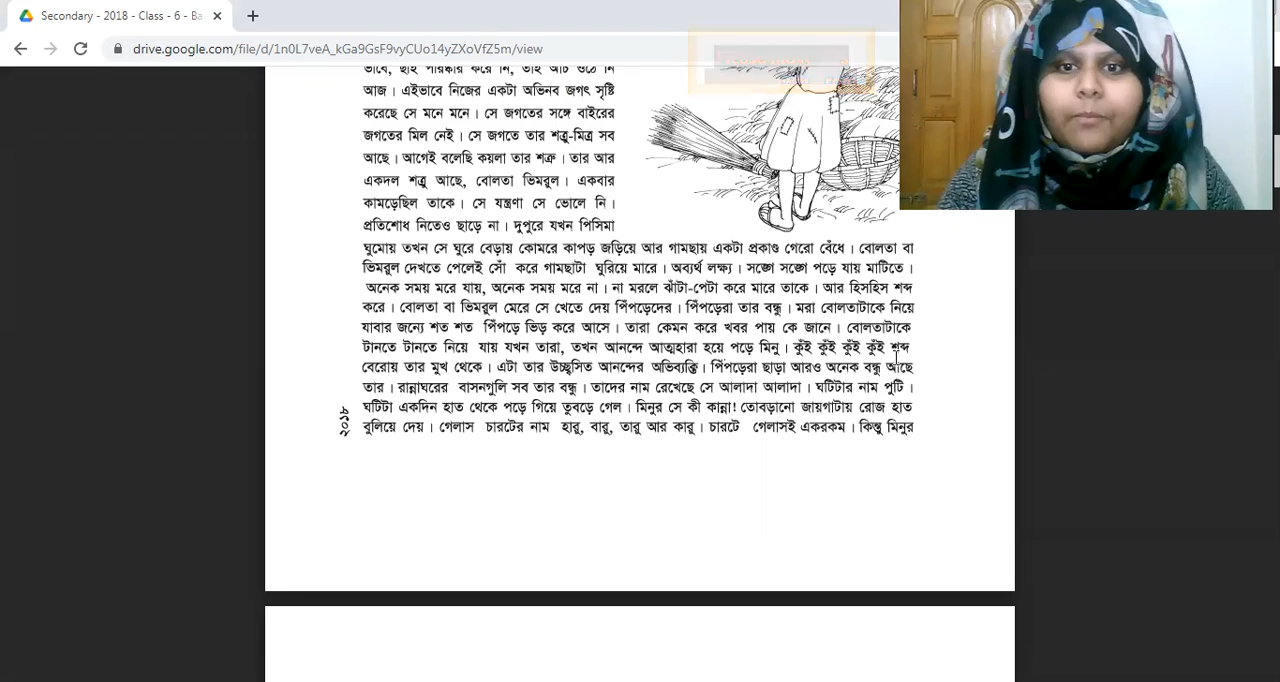 Secondary - 2018 - Class - 6 - Ba
drive.google.com/file/d/1n0L7veA_kGa9GsF9vyCUo14yZXoVfZ5m/view
ভাবে, ছাই পরিষ্কার করে নি, তাই আঁচ ওঠে নি
আজ। এইভাবে নিজের একটা অভিনব জগৎ সৃষ্টি
করেছে সে মনে মনে। সে জগতের সঙ্গে বাইরের
জগতের মিল নেই। সে জগতে তার শত্রু-মিত্র সব
আছে। আগেই বলেছি কয়লা তার শত্রু। তার আর
একদল শত্রু আছে, বোলতা ভিমরুল। একবার
কামড়েছিল তাকে। সে যন্ত্রণা সে ভোলে নি।
প্রতিশোধ নিতেও ছাড়ে না। দুপুরে যখন পিসিমা
ঘুমোয় তখন সে ঘুরে বেড়ায় কোমরে কাপড় জড়িয়ে আর গামছায় একটা প্রকাণ্ড গেরো বেঁধে। বোলতা বা
ভিমরুল দেখতে পেলেই সোঁ করে গামছাটা ঘুরিয়ে মারে। অব্যর্থ লক্ষ্য। সঙ্গে সঙ্গে পড়ে যায় মাটিতে।
অনেক সময় মরে যায়, অনেক সময় মরে না। না মরলে ঝাঁটা-পেটা করে মারে তাকে। আর হিসহিস শব্দ
করে। বোলতা বা ভিমরুল মেরে সে খেতে দেয় পিঁপড়েদের। পিঁপড়েরা তার বন্ধু। মরা বোলতাটাকে নিয়ে
যাবার জন্যে শত শত পিঁপড়ে ভিড় করে আসে। তারা কেমন করে খবর পায় কে জানে। বোলতাটাকে
টানতে টানতে নিয়ে যায় যখন তারা, তখন আনন্দে আত্মহারা হয়ে পড়ে মিনু। কুঁই কুঁই কুঁই কুঁই শব্দ
বেরোয় তার মুখ থেকে। এটা তার উচ্ছ্বসিত আনন্দের অভিব্যক্তি। পিঁপড়েরা ছাড়া আরও অনেক বন্ধু আছে
তার। রান্নাঘরের বাসনগুলি সব তার বন্ধু। তাদের নাম রেখেছে সে আলাদা আলাদা। ঘটিটার নাম পুটি।
ঘটিটা একদিন হাত থেকে পড়ে গিয়ে তুবড়ে গেল। মিনুর সে কী কান্না! তোবড়ানো জায়গাটায় রোজ হাত
বুলিয়ে দেয়। গেলাস চারটের নাম হারু, বারু, তারু আর কারু। চারটে গেলাসই একরকম। কিন্তু মিনুর
২০১৮